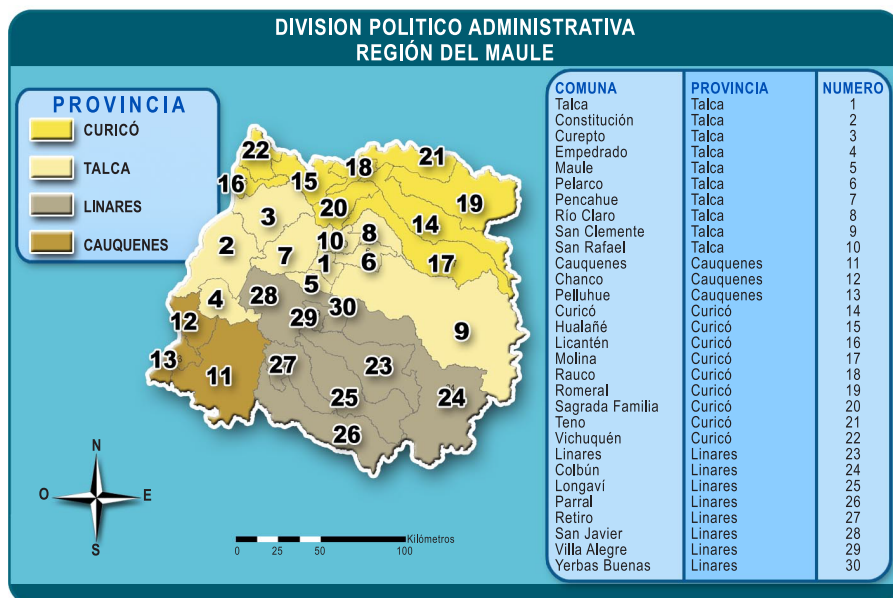 DIVISION POLITICO ADMINISTRATIVA
REGIÓN DEL MAULE
PROVINCIA
CURICÓ
TALCA
LINARES
CAUQUENES
22
21
18
16
15
19
3
20
14
8
2
10
7
1
6
17
5
28
4
30
12
29
9
13
11
27
23
25
24
26
N
O
E
S
Kilómetros
0 25 50 100
COMUNA PROVINCIA NUMERO
Talca Talca 1
Constitución Talca 2
Curepto Talca 3
Empedrado Talca 4
Maule Talca 5
Pelarco Talca 6
Pencahue Talca 7
Río Claro Talca 8
San Clemente Talca 9
San Rafael Talca 10
Cauquenes Cauquenes 11
Chanco Cauquenes 12
Pelluhue Cauquenes 13
Curicó Curicó 14
Hualañé Curicó 15
Licantén Curicó 16
Molina Curicó 17
Rauco Curicó 18
Romeral Curicó 19
Sagrada Familia Curicó 20
Teno Curicó 21
Vichuquén Curicó 22
Linares Linares 23
Colbún Linares 24
Longaví Linares 25
Parral Linares 26
Retiro Linares 27
San Javier Linares 28
Villa Alegre Linares 29
Yerbas Buenas Linares 30